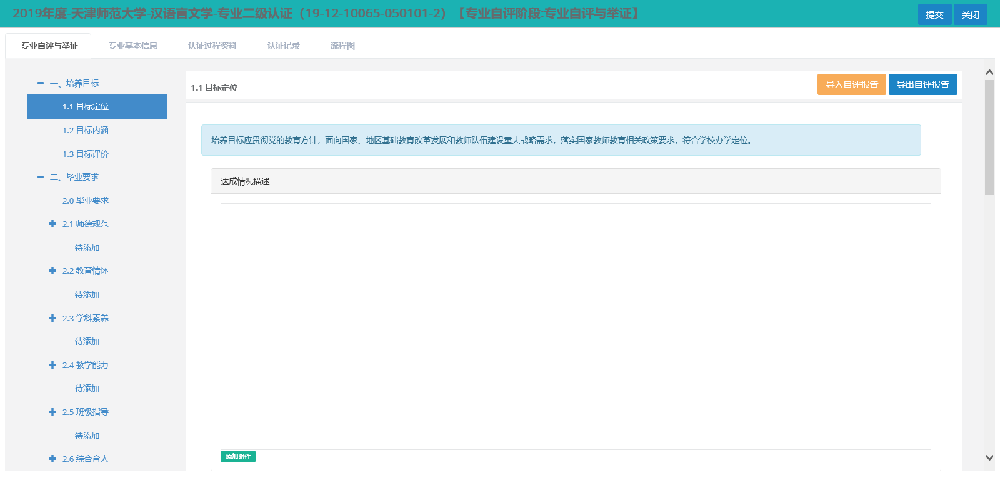 2019年度-天津师范大学-汉语言文学-专业二级认证（19-12-10065-050101-2）【专业自评阶段:专业自评与举证】
提交 关闭
专业自评与举证 专业基本信息 认证过程资料 认证记录 流程图
一、培养目标
1.1 目标定位
1.2 目标内涵
1.3 目标评价
二、毕业要求
2.0 毕业要求
2.1 师德规范
待添加
2.2 教育情怀
待添加
2.3 学科素养
待添加
2.4 教学能力
待添加
2.5 班级指导
待添加
2.6 综合育人
1.1 目标定位
导入自评报告 导出自评报告
培养目标应贯彻党的教育方针，面向国家、地区基础教育改革发展和教师队伍建设重大战略需求，落实国家教师教育相关政策要求，符合学校办学定位。
达成情况描述
添加附件